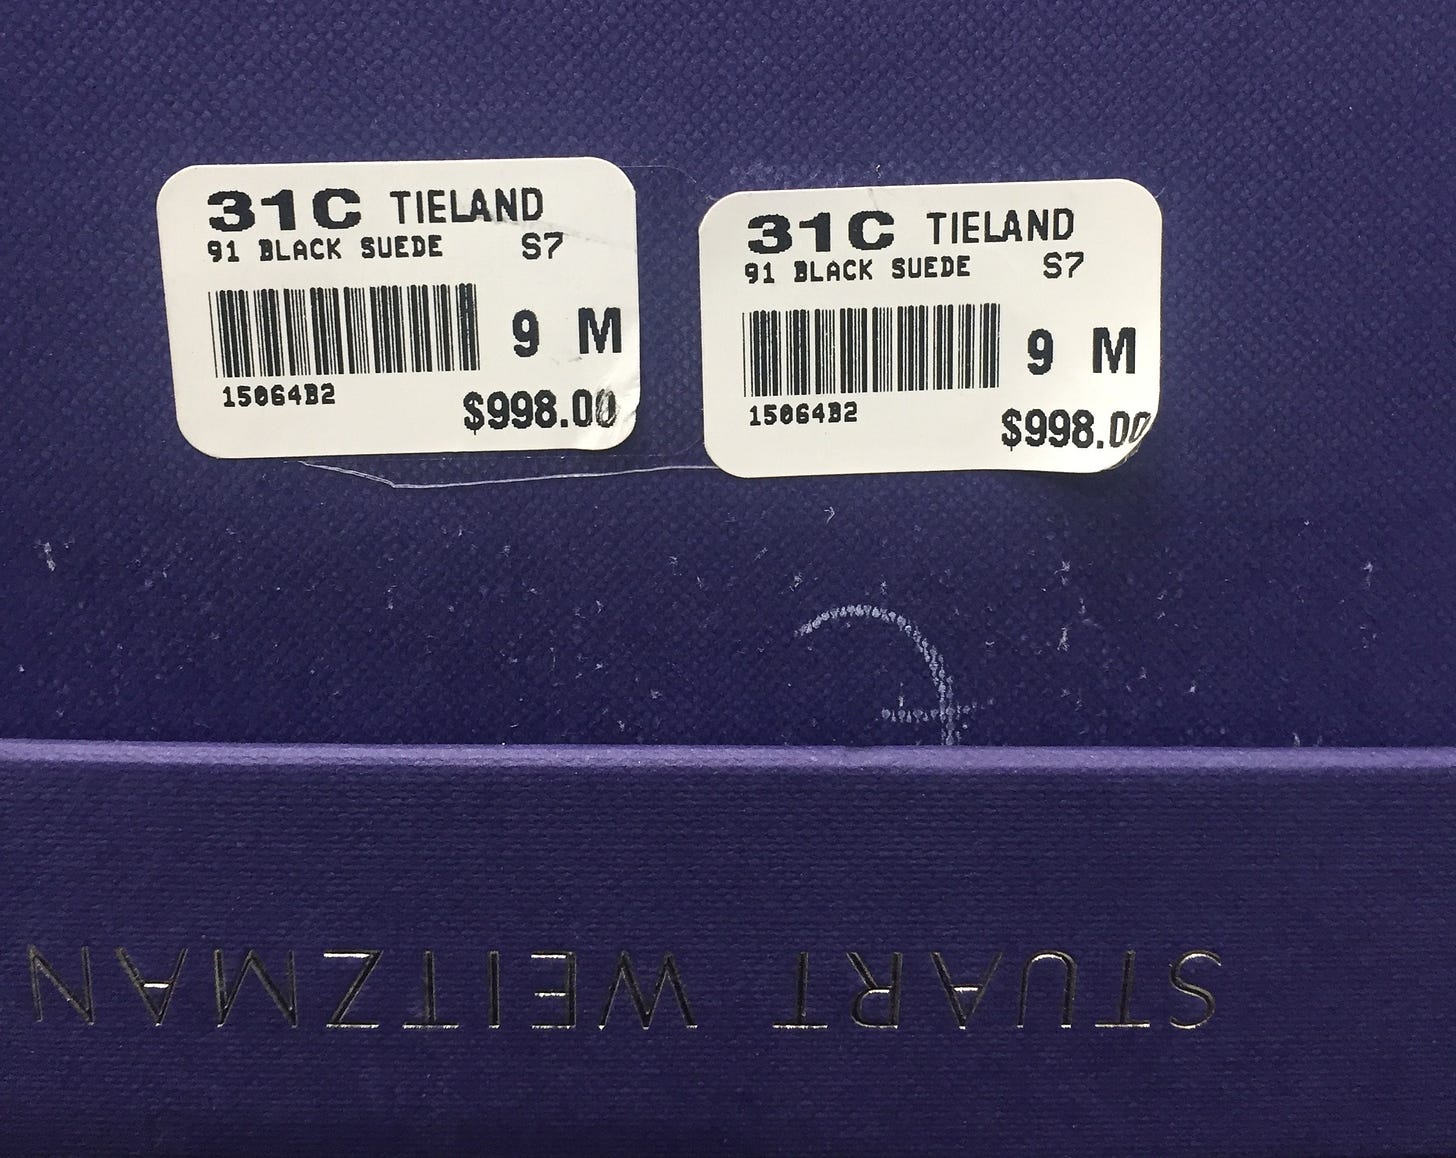 31C TIELAND
91 BLACK SUEDE S7
9 M
15064B2
$998.00
31C TIELAND
91 BLACK SUEDE S7
9 M
15064B2
$998.00
STUART WEITZMAN